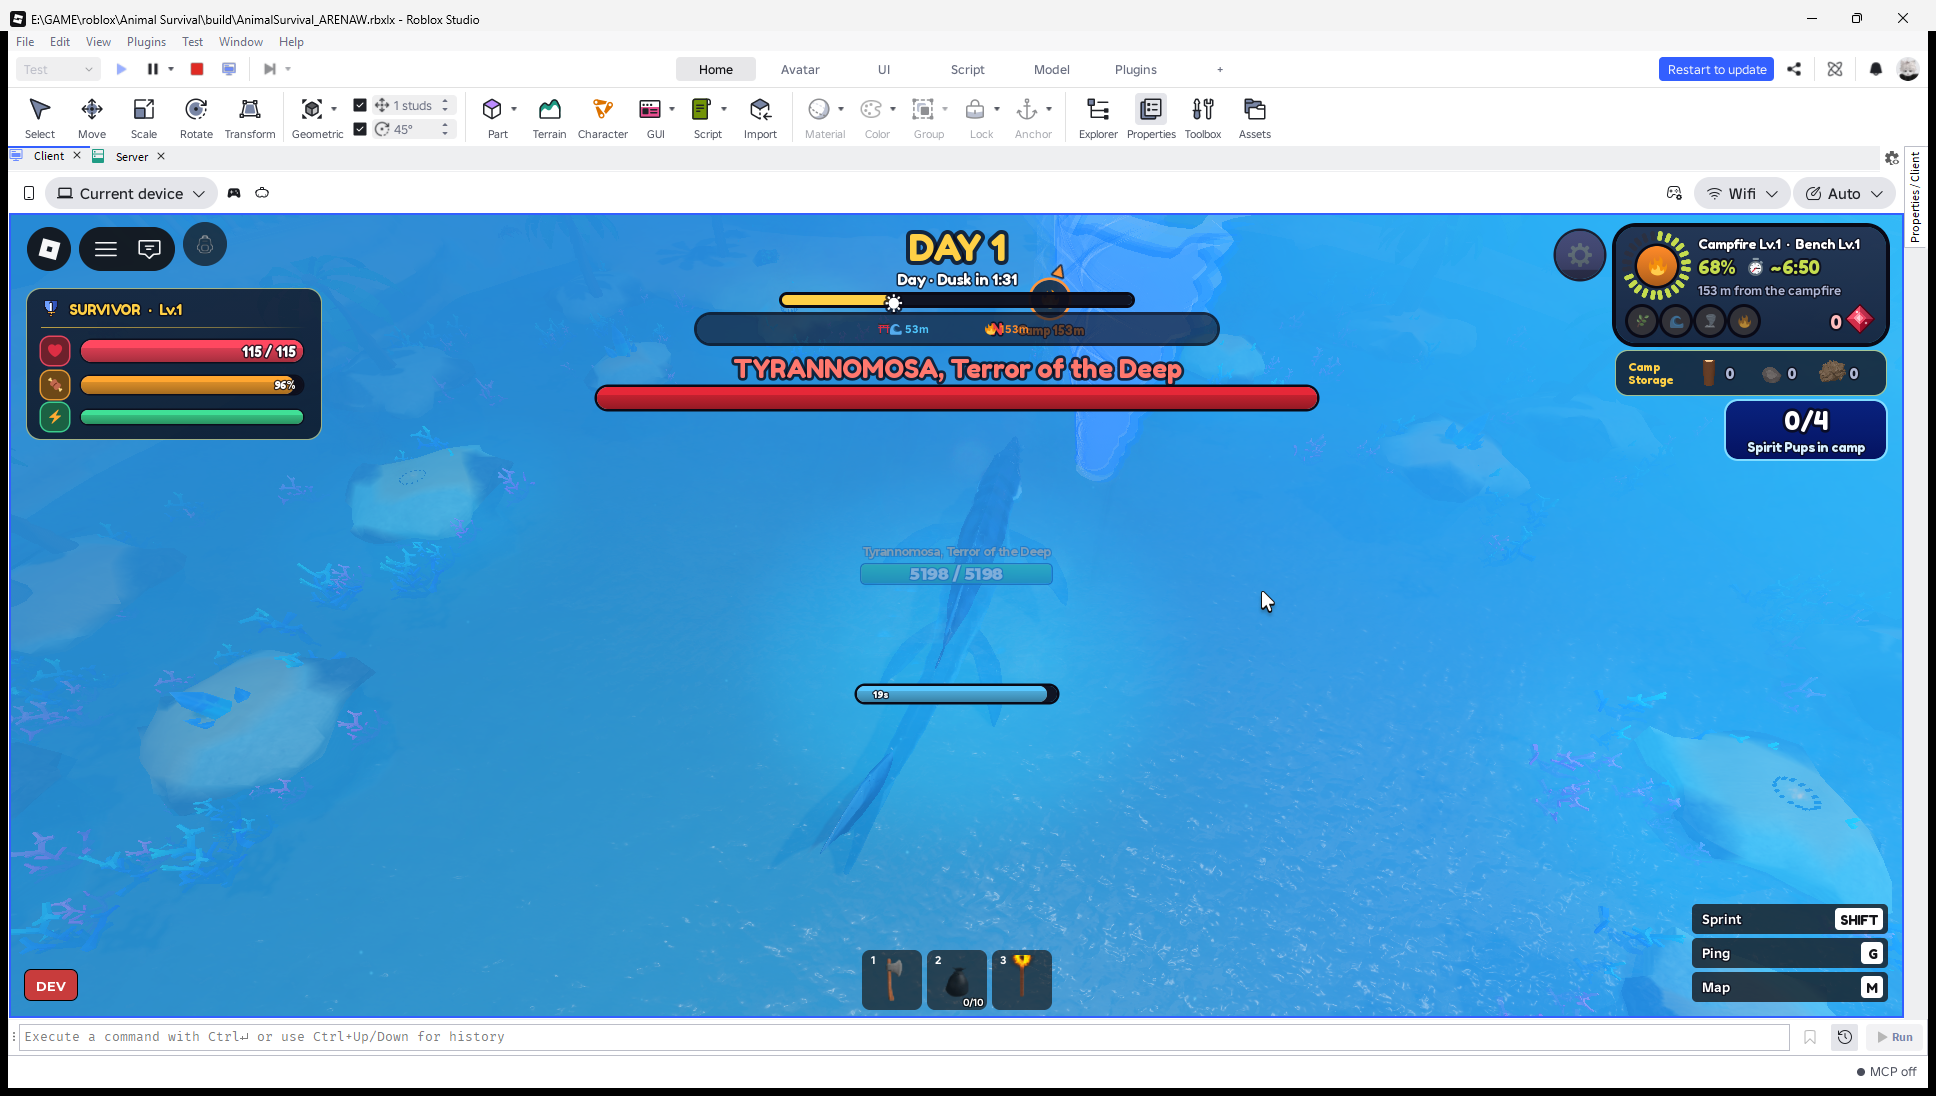 E:\GAME\roblox\Animal Survival\build\AnimalSurvival_ARENAW.rbxlx - Roblox Studio
File Edit View Plugins Test Window Help
Test
Home Avatar UI Script Model Plugins +
Restart to update
Select Move Scale Rotate Transform Geometric
1 studs
45°
Part Terrain Character GUI Script Import Material Color Group Lock Anchor Explorer Properties Toolbox Assets
Client Server
Properties / Client
Current device
Wifi Auto
DAY 1
Day · Dusk in 1:31
53m 153m Camp 153m
TYRANNOMOSA, Terror of the Deep
SURVIVOR · Lv.1
115 / 115
96%
Campfire Lv.1 · Bench Lv.1
68% ~6:50
153 m from the campfire
0
Camp Storage 0 0 0
0/4
Spirit Pups in camp
Tyrannomosa, Terror of the Deep
5198 / 5198
19s
Sprint SHIFT
Ping G
Map M
1 2 3
0/10
DEV
Execute a command with Ctrl↵ or use Ctrl+Up/Down for history
Run
MCP off